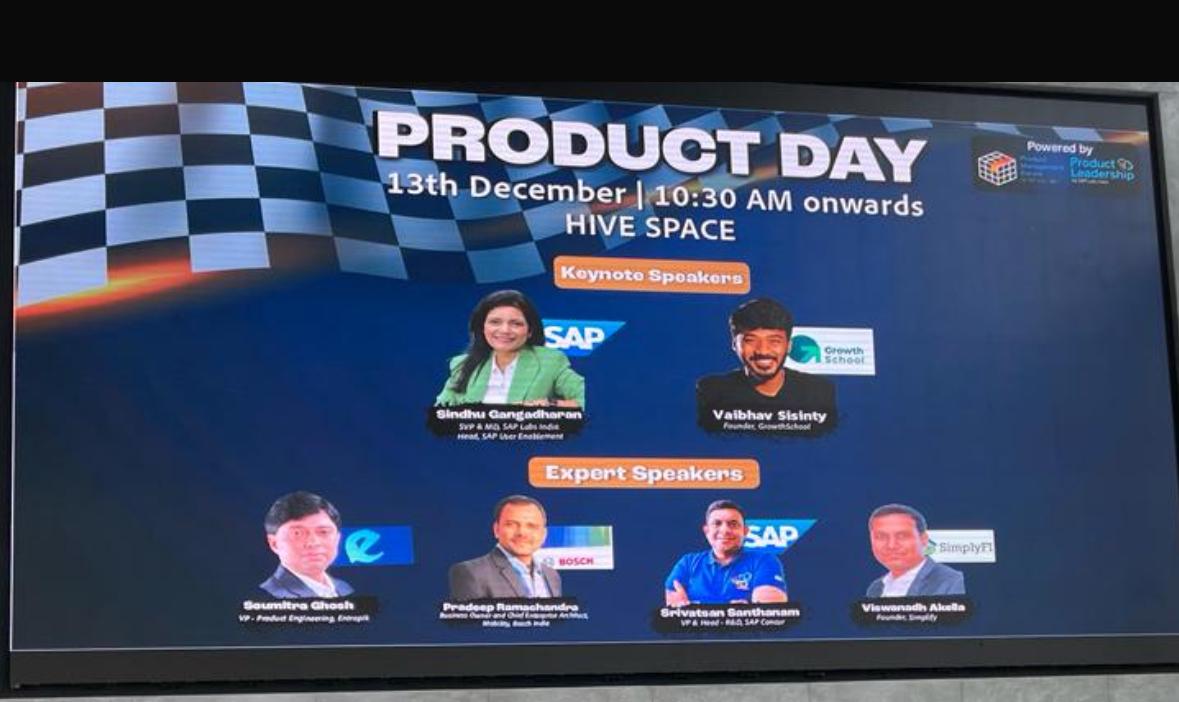 PRODUCT DAY
13th December | 10:30 AM onwards
HIVE SPACE
Powered by
Product
Management
Product
Leadership
Keynote Speakers
SAP
Growth
School
Sindhu Gangadharan
SVP & MD, SAP Labs India
Head, SAP User Enablement
Vaibhav Sisinty
Founder, GrowthSchool
Expert Speakers
e
BOSCH
SAP
SimplyFI
Soumitra Ghosh
VP - Product Engineering, Entropik
Pradeep Ramachandra
Business Owner and Chief Enterprise Architect,
Mobility, Bosch India
Srivatsan Santhanam
VP & Head - R&D, SAP Concur
Viswanadh Akella
Founder, Simplify